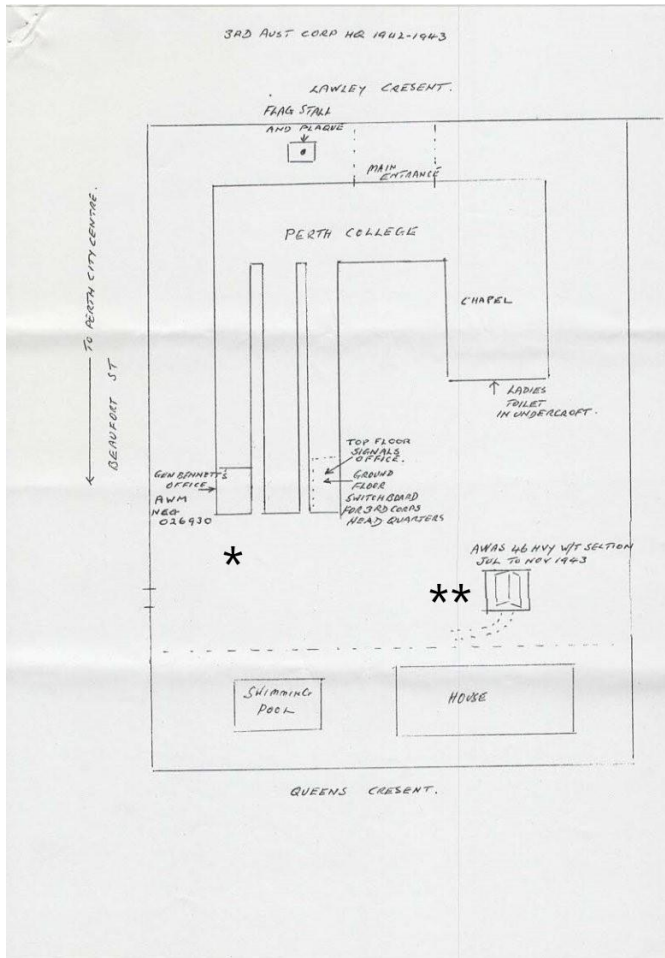 3RD AUST CORP HQ 1942-1943
LAWLEY CRESENT.
FLAG STALL
AND PLAQUE
MAIN
ENTRANCE
PERTH COLLEGE
TO PERTH CITY CENTRE.
BEAUFORT ST
CHAPEL
LADIES
TOILET
IN UNDERCROFT.
TOP FLOOR
SIGNALS
OFFICE.
GROUND
FLOOR
SWITCHBOARD
FOR 3RD CORPS
HEAD QUARTERS
GEN BENNETT'S
OFFICE
AWM
NEG
026930
*
AWAS 46 HVY W/T SECTION
JUL TO NOV 1943
**
SWIMMING
POOL
HOUSE
QUEENS CRESENT.